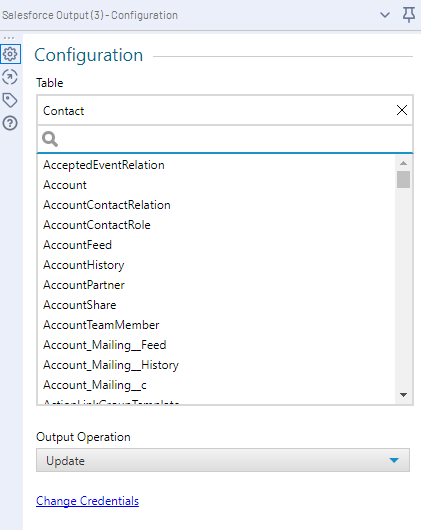 Salesforce Output (3) - Configuration
Configuration
Table
Contact
AcceptedEventRelation
Account
AccountContactRelation
AccountContactRole
AccountFeed
AccountHistory
AccountPartner
AccountShare
AccountTeamMember
Account_Mailing__Feed
Account_Mailing__History
Account_Mailing__c
ActionLinkGroupTemplate
Output Operation
Update
Change Credentials